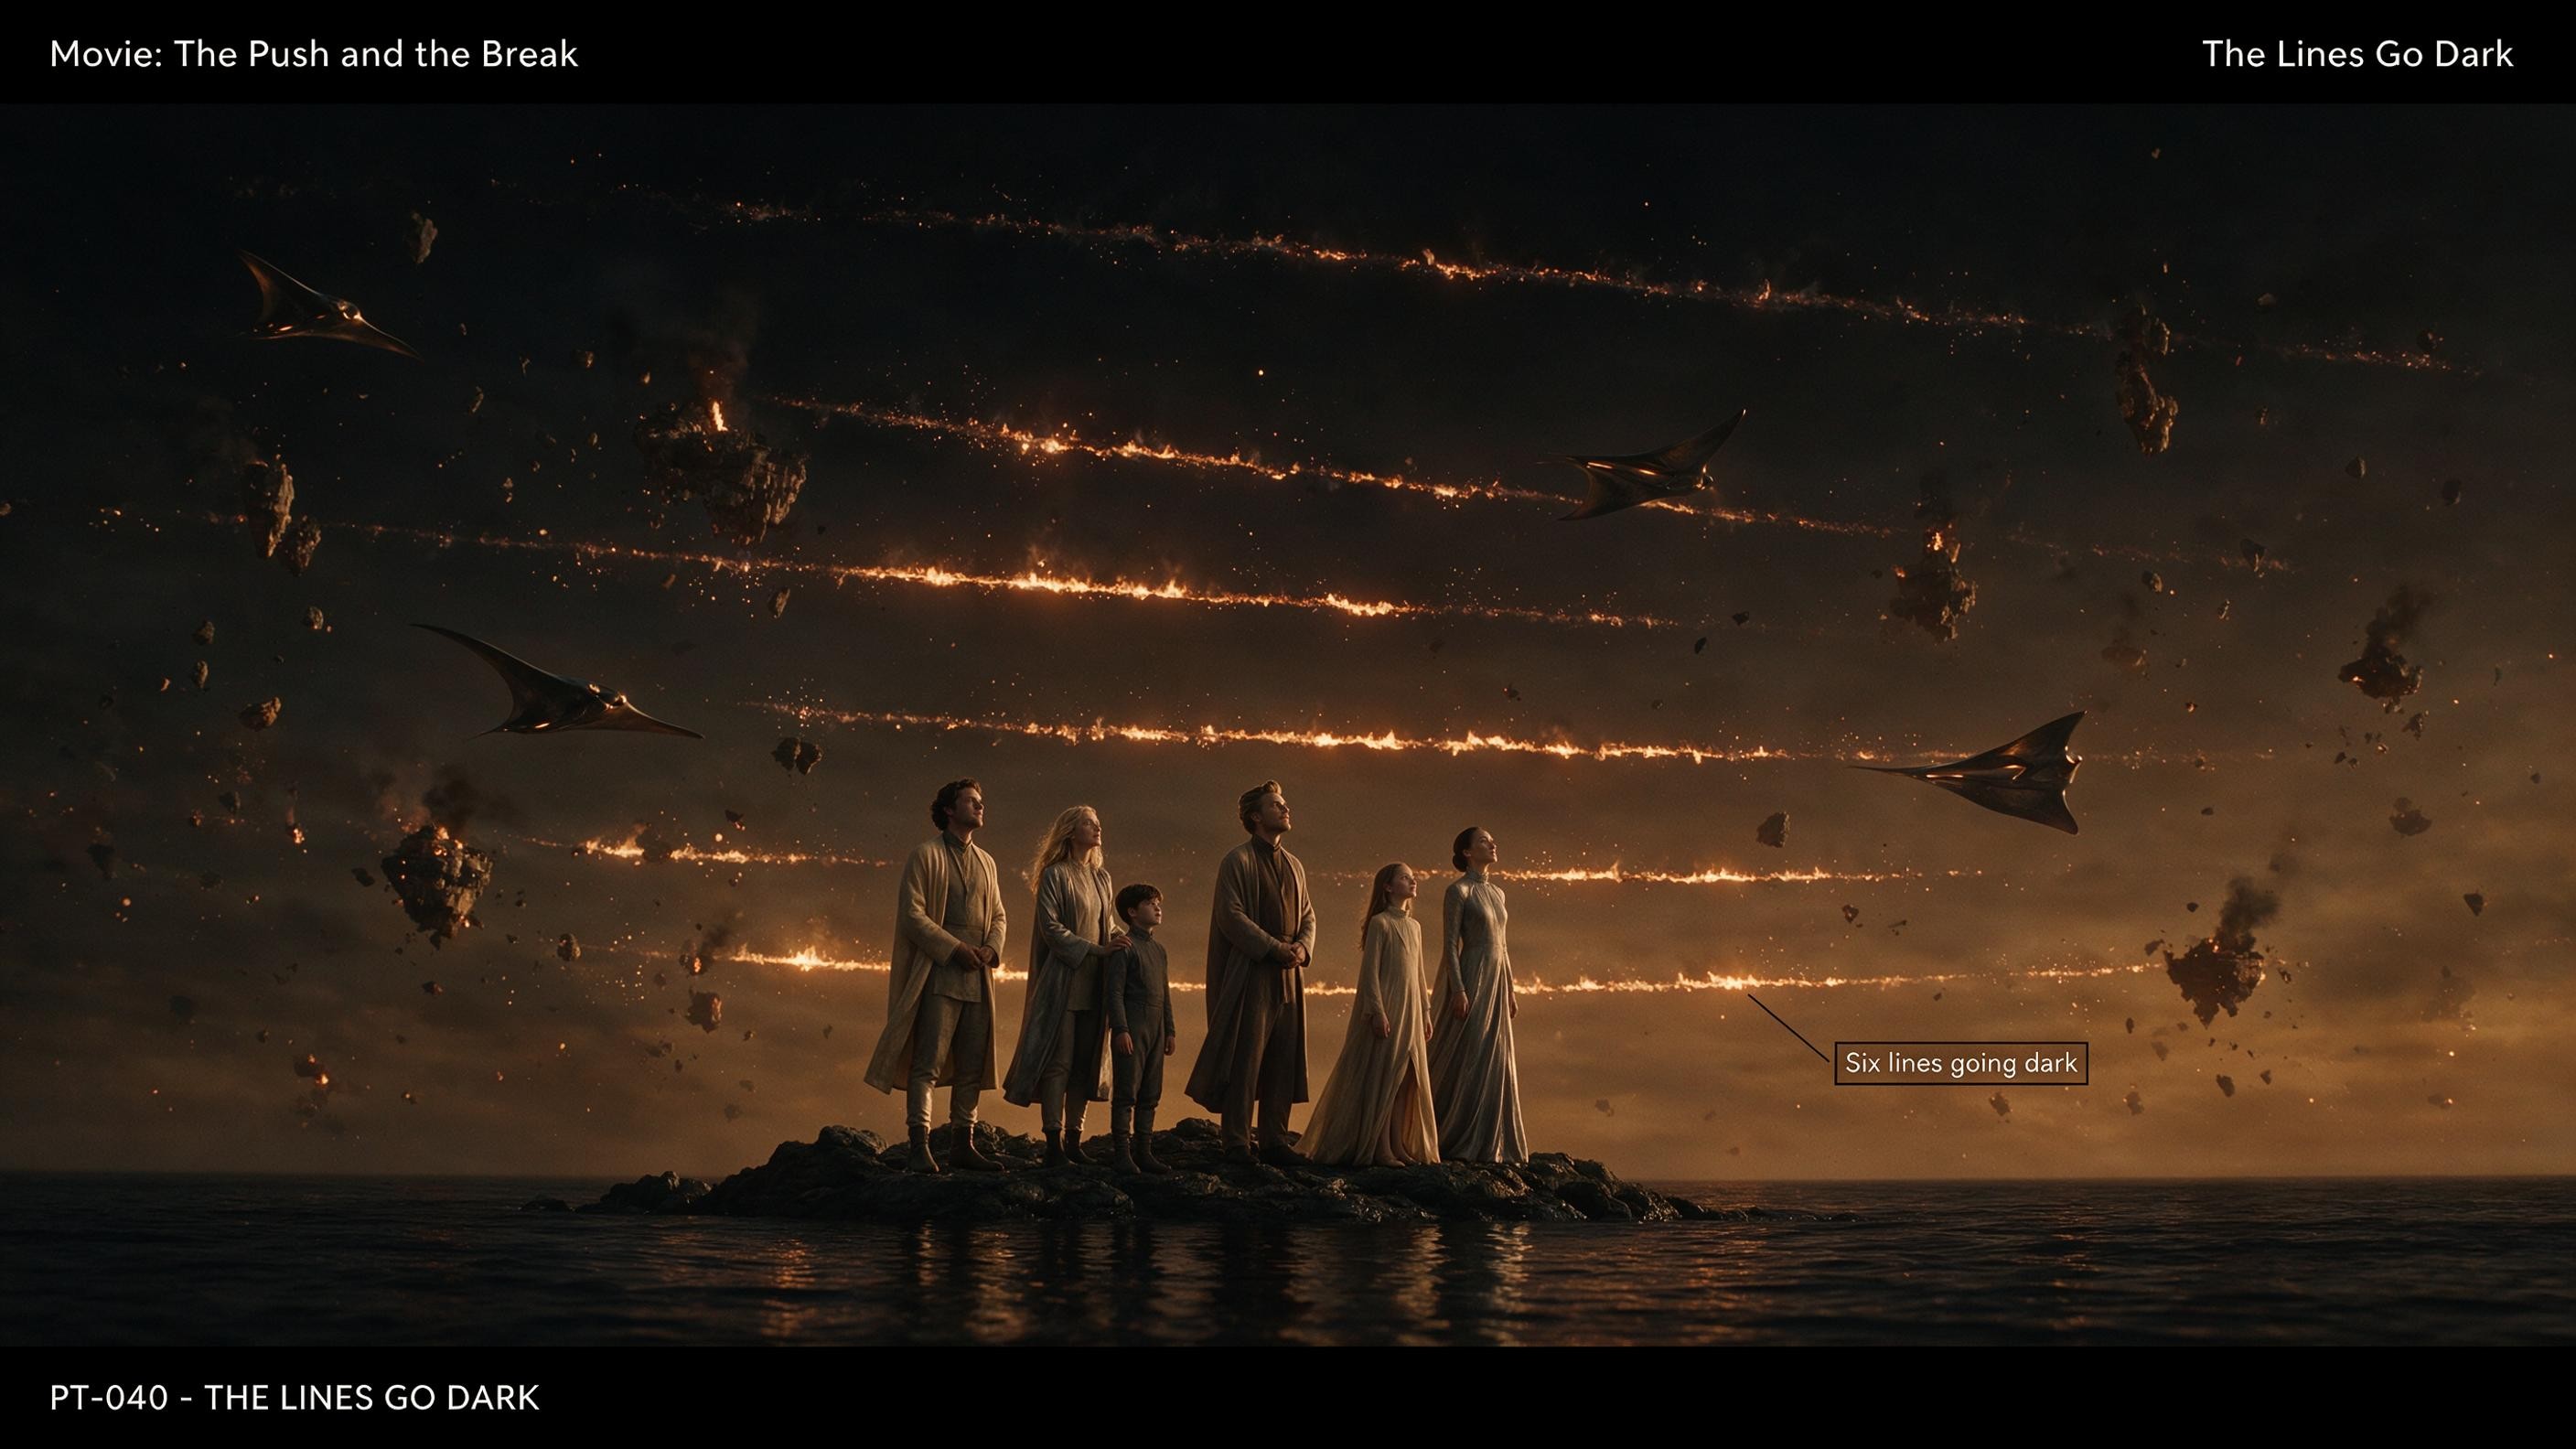 Movie: The Push and the Break
The Lines Go Dark
Six lines going dark
PT-040 - THE LINES GO DARK